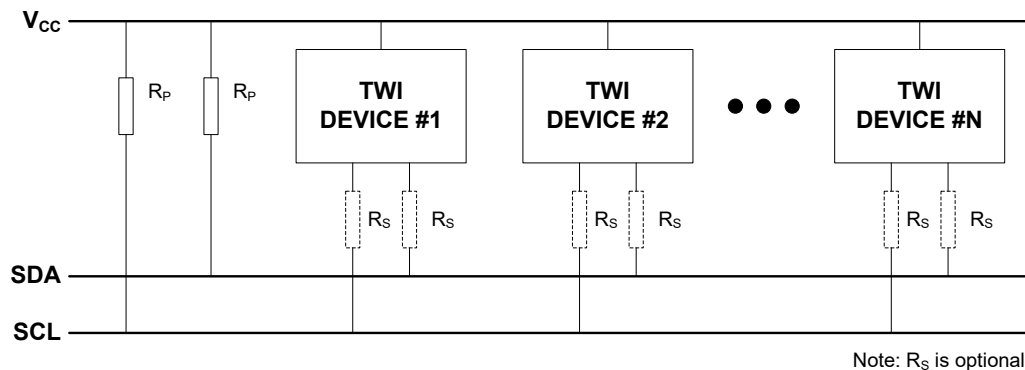 VCC
RP
RP
TWI
DEVICE #1
TWI
DEVICE #2
TWI
DEVICE #N
RS
RS
RS
RS
RS
RS
SDA
SCL
Note: RS is optional